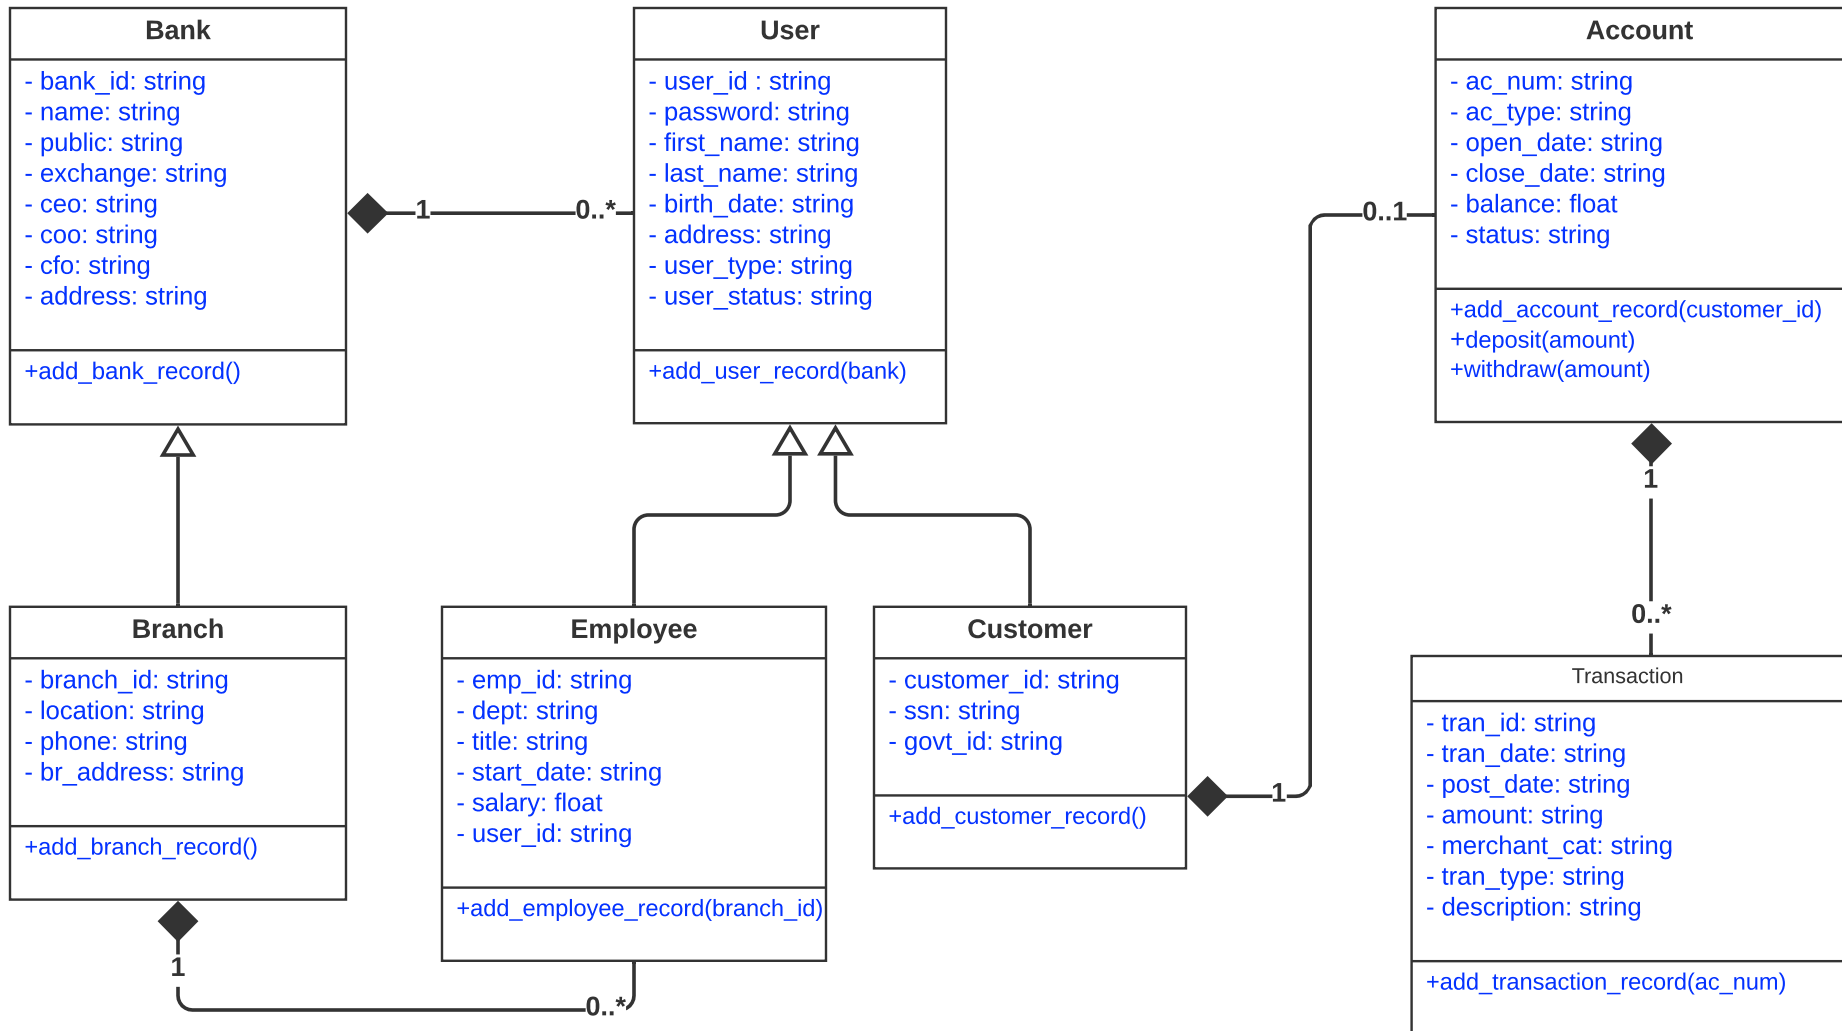 Bank
- bank_id: string
- name: string
- public: string
- exchange: string
- ceo: string
- coo: string
- cfo: string
- address: string
+add_bank_record()
1
0..*
User
- user_id : string
- password: string
- first_name: string
- last_name: string
- birth_date: string
- address: string
- user_type: string
- user_status: string
+add_user_record(bank)
Account
- ac_num: string
- ac_type: string
- open_date: string
- close_date: string
- balance: float
- status: string
+add_account_record(customer_id)
+deposit(amount)
+withdraw(amount)
0..1
1
0..*
Branch
- branch_id: string
- location: string
- phone: string
- br_address: string
+add_branch_record()
1
0..*
Employee
- emp_id: string
- dept: string
- title: string
- start_date: string
- salary: float
- user_id: string
+add_employee_record(branch_id)
Customer
- customer_id: string
- ssn: string
- govt_id: string
+add_customer_record()
1
Transaction
- tran_id: string
- tran_date: string
- post_date: string
- amount: string
- merchant_cat: string
- tran_type: string
- description: string
+add_transaction_record(ac_num)